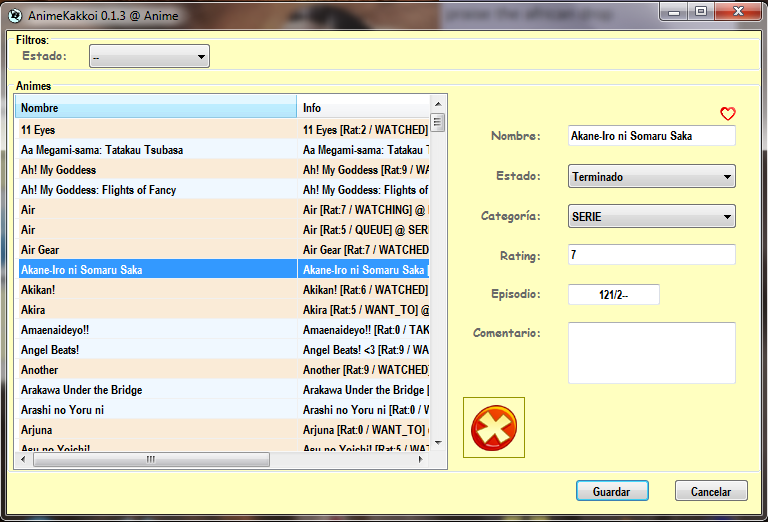 AnimeKakkoi 0.1.3 @ Anime
Filtros:
Estado: --
Animes
Nombre Info
11 Eyes 11 Eyes [Rat:2 / WATCHED]
Aa Megami-sama: Tatakau Tsubasa Aa Megami-sama: Tatakau T
Ah! My Goddess Ah! My Goddess [Rat:9 / WA
Ah! My Goddess: Flights of Fancy Ah! My Goddess: Flights of
Air Air [Rat:7 / WATCHING] @
Air Air [Rat:5 / QUEUE] @ SER
Air Gear Air Gear [Rat:7 / WATCHED
Akane-Iro ni Somaru Saka Akane-Iro ni Somaru Saka [
Akikan! Akikan! [Rat:6 / WATCHED]
Akira Akira [Rat:5 / WANT_TO] @
Amaenaideyo!! Amaenaideyo!! [Rat:0 / TAK
Angel Beats! Angel Beats! <3 [Rat:9 / WA
Another Another [Rat:9 / WATCHED]
Arakawa Under the Bridge Arakawa Under the Bridge [
Arashi no Yoru ni Arashi no Yoru ni [Rat:0 / W
Arjuna Arjuna [Rat:0 / WANT_TO]
Asu no Yoichi! Asu no Yoichi! [Rat:5 / WAT
Nombre: Akane-Iro ni Somaru Saka
Estado: Terminado
Categoría: SERIE
Rating: 7
Episodio: 121/2--
Comentario:
Guardar Cancelar